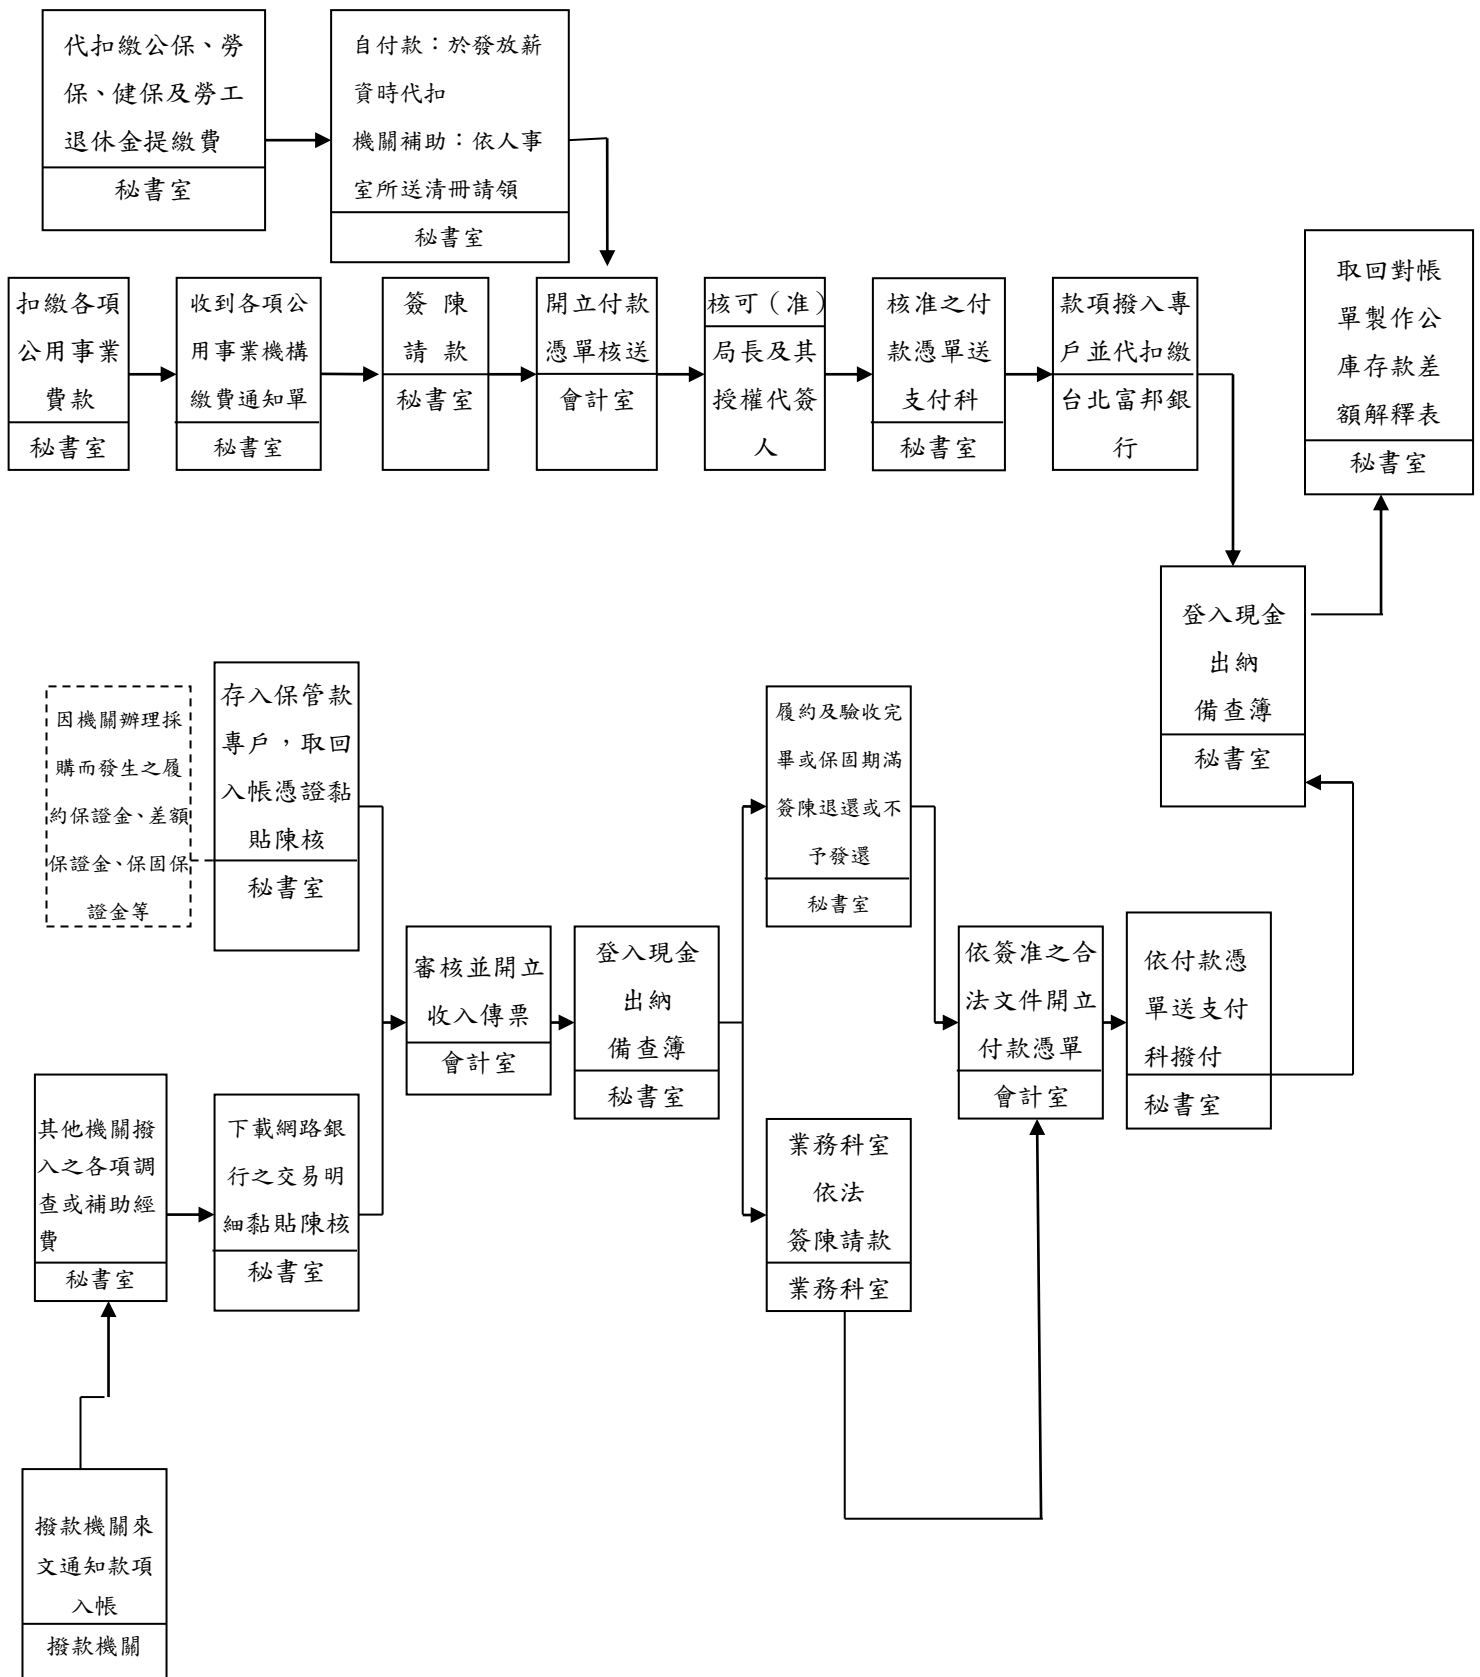 代扣繳公保、勞
保、健保及勞工
退休金提繳費
秘書室
自付款：於發放薪
資時代扣
機關補助：依人事
室所送清冊請領
秘書室
扣繳各項
公用事業
費款
秘書室
收到各項公
用事業機構
繳費通知單
秘書室
簽陳
請款
秘書室
開立付款
憑單核送
會計室
核可（准）
局長及其
授權代簽
人
核准之付
款憑單送
支付科
秘書室
款項撥入專
戶並代扣繳
台北富邦銀
行
取回對帳
單製作公
庫存款差
額解釋表
秘書室
登入現金
出納
備查簿
秘書室
因機關辦理採
購而發生之履
約保證金、差額
保證金、保固保
證金等
存入保管款
專戶，取回
入帳憑證黏
貼陳核
秘書室
審核並開立
收入傳票
會計室
登入現金
出納
備查簿
秘書室
履約及驗收完
畢或保固期滿
簽陳退還或不
予發還
秘書室
依簽准之合
法文件開立
付款憑單
會計室
依付款憑
單送支付
科撥付
秘書室
其他機關撥
入之各項調
查或補助經
費
秘書室
下載網路銀
行之交易明
細黏貼陳核
秘書室
業務科室
依法
簽陳請款
業務科室
撥款機關來
文通知款項
入帳
撥款機關